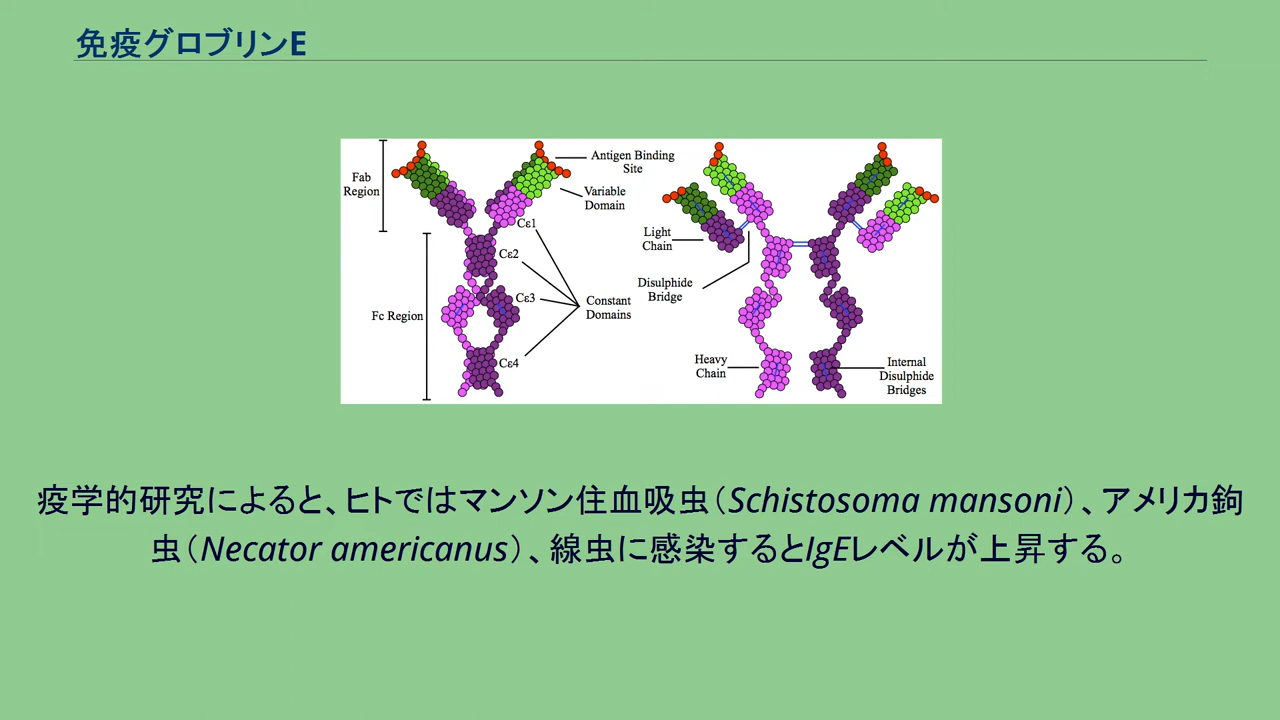 免疫グロブリンE
Fab
Region
Antigen Binding
Site
Variable
Domain
Cε1
Cε2
Cε3
Cε4
Constant
Domains
Fc Region
Light
Chain
Disulphide
Bridge
Heavy
Chain
Internal
Disulphide
Bridges
疫学的研究によると、ヒトではマンソン住血吸虫（Schistosoma mansoni）、アメリカ鉤
虫（Necator americanus）、線虫に感染するとIgEレベルが上昇する。